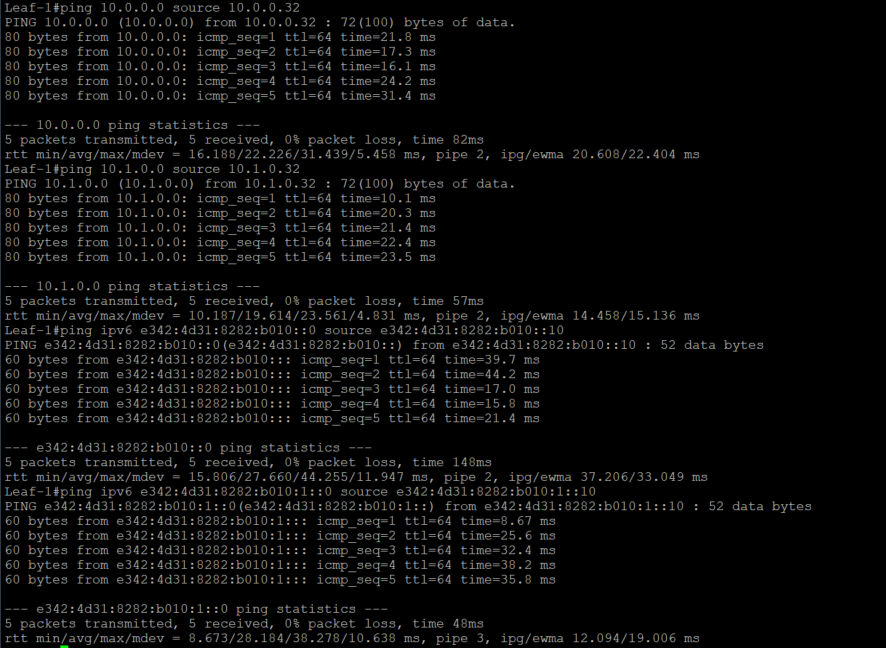 Leaf-1#ping 10.0.0.0 source 10.0.0.32
PING 10.0.0.0 (10.0.0.0) from 10.0.0.32 : 72(100) bytes of data.
80 bytes from 10.0.0.0: icmp_seq=1 ttl=64 time=21.8 ms
80 bytes from 10.0.0.0: icmp_seq=2 ttl=64 time=17.3 ms
80 bytes from 10.0.0.0: icmp_seq=3 ttl=64 time=16.1 ms
80 bytes from 10.0.0.0: icmp_seq=4 ttl=64 time=24.2 ms
80 bytes from 10.0.0.0: icmp_seq=5 ttl=64 time=31.4 ms
--- 10.0.0.0 ping statistics ---
5 packets transmitted, 5 received, 0% packet loss, time 82ms
rtt min/avg/max/mdev = 16.188/22.226/31.439/5.458 ms, pipe 2, ipg/ewma 20.608/22.404 ms
Leaf-1#ping 10.1.0.0 source 10.1.0.32
PING 10.1.0.0 (10.1.0.0) from 10.1.0.32 : 72(100) bytes of data.
80 bytes from 10.1.0.0: icmp_seq=1 ttl=64 time=10.1 ms
80 bytes from 10.1.0.0: icmp_seq=2 ttl=64 time=20.3 ms
80 bytes from 10.1.0.0: icmp_seq=3 ttl=64 time=21.4 ms
80 bytes from 10.1.0.0: icmp_seq=4 ttl=64 time=22.4 ms
80 bytes from 10.1.0.0: icmp_seq=5 ttl=64 time=23.5 ms
--- 10.1.0.0 ping statistics ---
5 packets transmitted, 5 received, 0% packet loss, time 57ms
rtt min/avg/max/mdev = 10.187/19.614/23.561/4.831 ms, pipe 2, ipg/ewma 14.458/15.136 ms
Leaf-1#ping ipv6 e342:4d31:8282:b010::0 source e342:4d31:8282:b010::10
PING e342:4d31:8282:b010::0(e342:4d31:8282:b010::) from e342:4d31:8282:b010::10 : 52 data bytes
60 bytes from e342:4d31:8282:b010::: icmp_seq=1 ttl=64 time=39.7 ms
60 bytes from e342:4d31:8282:b010::: icmp_seq=2 ttl=64 time=44.2 ms
60 bytes from e342:4d31:8282:b010::: icmp_seq=3 ttl=64 time=17.0 ms
60 bytes from e342:4d31:8282:b010::: icmp_seq=4 ttl=64 time=15.8 ms
60 bytes from e342:4d31:8282:b010::: icmp_seq=5 ttl=64 time=21.4 ms
--- e342:4d31:8282:b010::0 ping statistics ---
5 packets transmitted, 5 received, 0% packet loss, time 148ms
rtt min/avg/max/mdev = 15.806/27.660/44.255/11.947 ms, pipe 2, ipg/ewma 37.206/33.049 ms
Leaf-1#ping ipv6 e342:4d31:8282:b010:1::0 source e342:4d31:8282:b010:1::10
PING e342:4d31:8282:b010:1::0(e342:4d31:8282:b010:1::) from e342:4d31:8282:b010:1::10 : 52 data bytes
60 bytes from e342:4d31:8282:b010:1::: icmp_seq=1 ttl=64 time=8.67 ms
60 bytes from e342:4d31:8282:b010:1::: icmp_seq=2 ttl=64 time=25.6 ms
60 bytes from e342:4d31:8282:b010:1::: icmp_seq=3 ttl=64 time=32.4 ms
60 bytes from e342:4d31:8282:b010:1::: icmp_seq=4 ttl=64 time=38.2 ms
60 bytes from e342:4d31:8282:b010:1::: icmp_seq=5 ttl=64 time=35.8 ms
--- e342:4d31:8282:b010:1::0 ping statistics ---
5 packets transmitted, 5 received, 0% packet loss, time 48ms
rtt min/avg/max/mdev = 8.673/28.184/38.278/10.638 ms, pipe 3, ipg/ewma 12.094/19.006 ms